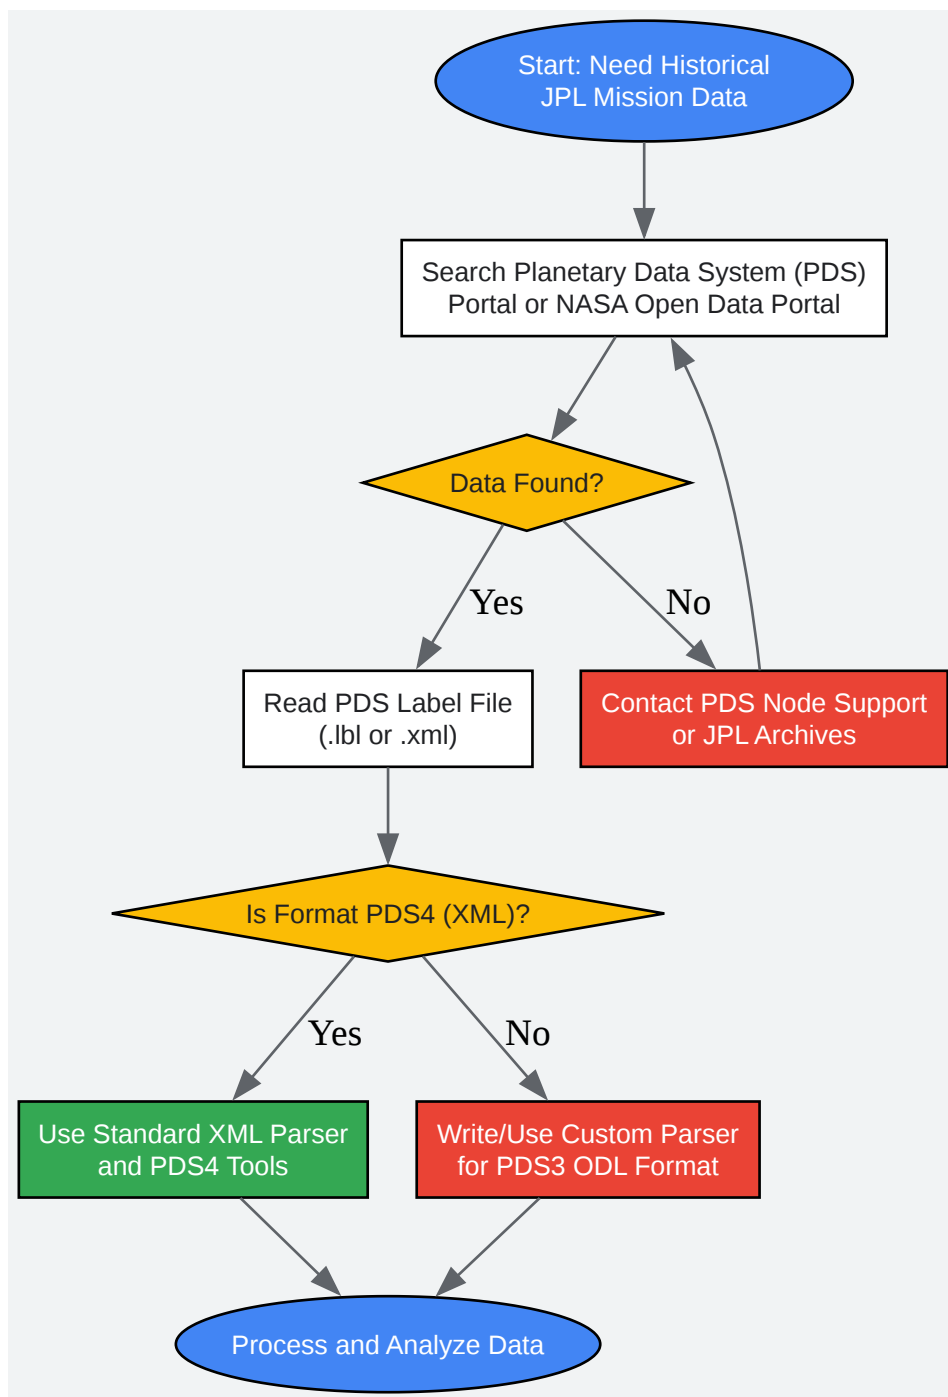 Start: Need Historical
JPL Mission Data
Search Planetary Data System (PDS)
Portal or NASA Open Data Portal
Data Found?
Yes
No
Read PDS Label File
(.lbl or .xml)
Contact PDS Node Support
or JPL Archives
Is Format PDS4 (XML)?
Yes
No
Use Standard XML Parser
and PDS4 Tools
Write/Use Custom Parser
for PDS3 ODL Format
Process and Analyze Data